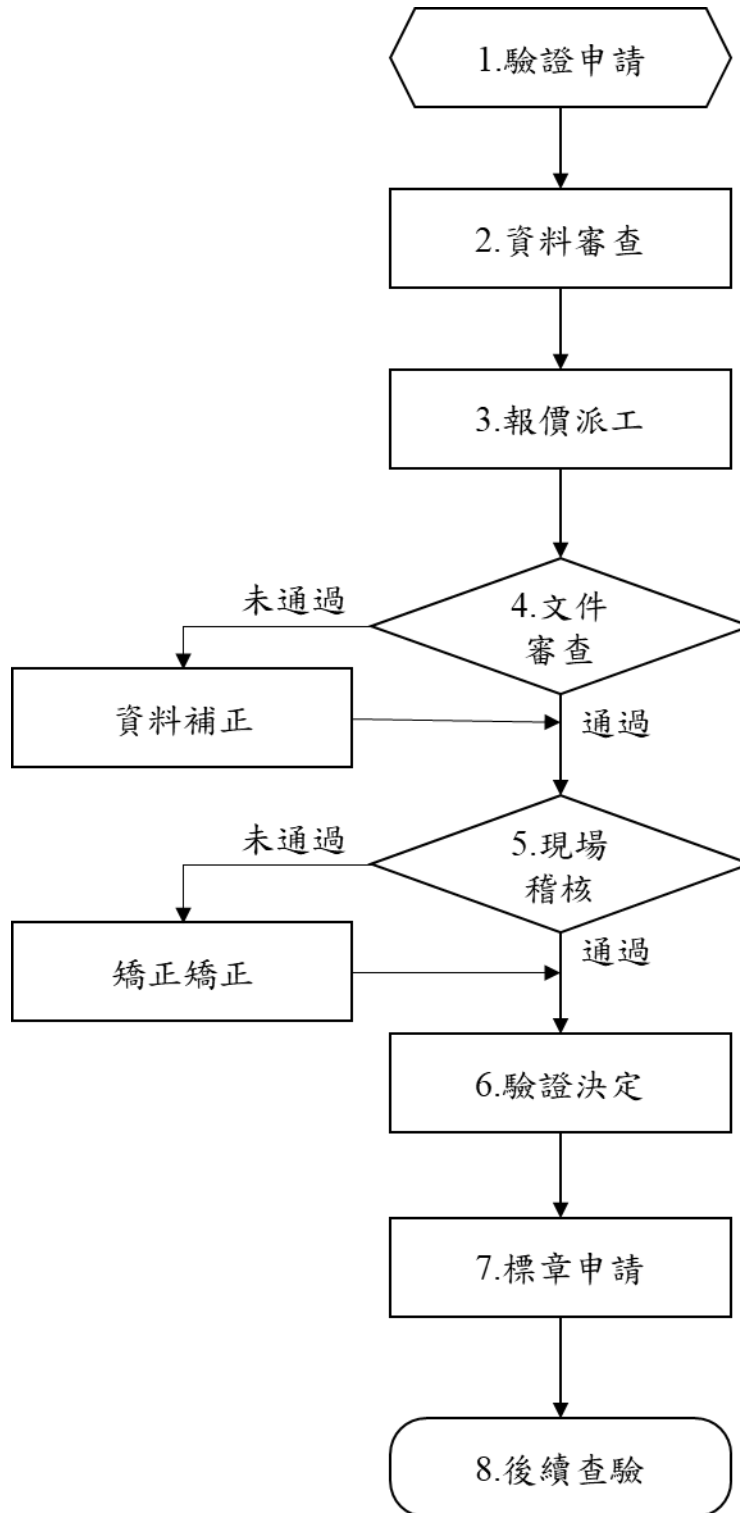 1.驗證申請
2.資料審查
3.報價派工
4.文件
審查
未通過
資料補正
通過
5.現場
稽核
未通過
矯正矯正
通過
6.驗證決定
7.標章申請
8.後續查驗